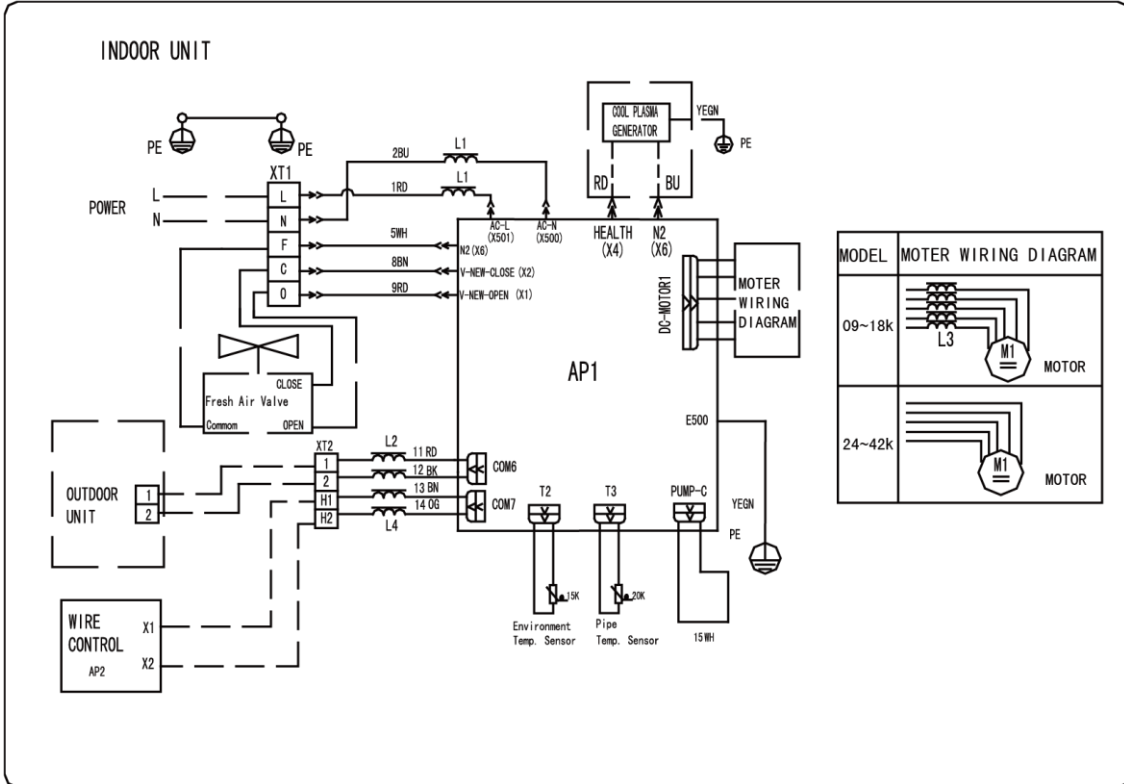 INDOOR UNIT
PE
PE
XT1
POWER
L
N
L
N
F
C
O
2BU
L1
1RD
L1
5WH
8BN
9RD
AC-L
(X501)
AC-N
(X500)
N2(X6)
V-NEW-CLOSE (X2)
V-NEW-OPEN (X1)
COOL PLASMA
GENERATOR
YEGN
PE
RD
BU
HEALTH
(X4)
N2
(X6)
DC-MOTOR1
MOTER
WIRING
DIAGRAM
AP1
E500
YEGN
PE
CLOSE
Fresh Air Valve
Commom
OPEN
OUTDOOR
UNIT
1
2
XT2
1
2
H1
H2
L2
L4
11 RD
12 BK
13 BN
14 OG
COM6
COM7
T2
T3
PUMP-C
15K
20K
Environment
Temp. Sensor
Pipe
Temp. Sensor
15WH
WIRE
CONTROL
AP2
X1
X2
MODEL
MOTER WIRING DIAGRAM
09~18k
L3
M1
MOTOR
24~42k
M1
MOTOR